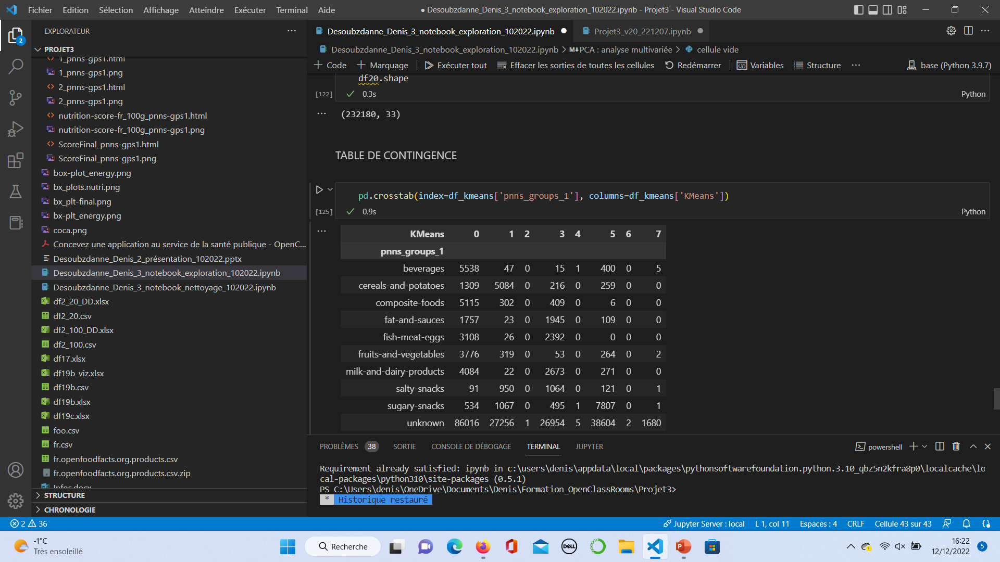 Fichier Edition Sélection Affichage Atteindre Exécuter Terminal Aide
● Desoubzdanne_Denis_3_notebook_exploration_102022.ipynb - Projet3 - Visual Studio Code
EXPLORATEUR ···
PROJET3
1_pnns-gps1.html
1_pnns-gps1.png
2_pnns-gps1.html
2_pnns-gps1.png
nutrition-score-fr_100g_pnns-gps1.html
nutrition-score-fr_100g_pnns-gps1.png
ScoreFinal_pnns-gps1.html
ScoreFinal_pnns-gps1.png
box-plot_energy.png
bx_plots.nutri.png
bx_plt-final.png
bx-plt_energy.png
coca.png
Concevez une application au service de la santé publique - OpenC...
Desoubzdanne_Denis_2_présentation_102022.pptx
Desoubzdanne_Denis_3_notebook_exploration_102022.ipynb
Desoubzdanne_Denis_3_notebook_nettoyage_102022.ipynb
df2_20_DD.xlsx
df2_20.csv
df2_100_DD.xlsx
df2_100.csv
df17.xlsx
df19b_viz.xlsx
df19b.csv
df19b.xlsx
df19c.xlsx
foo.csv
fr.csv
fr.openfoodfacts.org.products.csv
fr.openfoodfacts.org.products.csv.zip
Infos.docx
STRUCTURE
CHRONOLOGIE
2
Desoubzdanne_Denis_3_notebook_exploration_102022.ipynb ● Projet3_v20_221207.ipynb ●
Desoubzdanne_Denis_3_notebook_exploration_102022.ipynb > M↓PCA : analyse multivariée > cellule vide
+ Code + Marquage Exécuter tout Effacer les sorties de toutes les cellules Redémarrer Variables Structure ··· base (Python 3.9.7)
df20.shape
[122] ✓ 0.3s Python
··· (232180, 33)
TABLE DE CONTINGENCE
pd.crosstab(index=df_kmeans['pnns_groups_1'], columns=df_kmeans['KMeans'])
[125] ✓ 0.9s Python
··· KMeans 0 1 2 3 4 5 6 7
pnns_groups_1
beverages 5538 47 0 15 1 400 0 5
cereals-and-potatoes 1309 5084 0 216 0 259 0 0
composite-foods 5115 302 0 409 0 6 0 0
fat-and-sauces 1757 23 0 1945 0 109 0 0
fish-meat-eggs 3108 26 0 2392 0 0 0 0
fruits-and-vegetables 3776 319 0 53 0 264 0 2
milk-and-dairy-products 4084 22 0 2673 0 271 0 0
salty-snacks 91 950 0 1064 0 121 0 1
sugary-snacks 534 1067 0 495 1 7807 0 1
unknown 86016 27256 1 26954 5 38604 2 1680
PROBLÈMES 38 SORTIE CONSOLE DE DÉBOGAGE TERMINAL JUPYTER powershell
Requirement already satisfied: ipynb in c:\users\denis\appdata\local\packages\pythonsoftwarefoundation.python.3.10_qbz5n2kfra8p0\localcache\lo
cal-packages\python310\site-packages (0.5.1)
PS C:\Users\denis\OneDrive\Documents\Denis\Formation_OpenClassRooms\Projet3>
* Historique restauré
2 36 Jupyter Server : local L 1, col 11 Espaces : 4 CRLF Cellule 43 sur 43
-1°C
Très ensoleillé
Recherche
DELL
16:22
12/12/2022
5